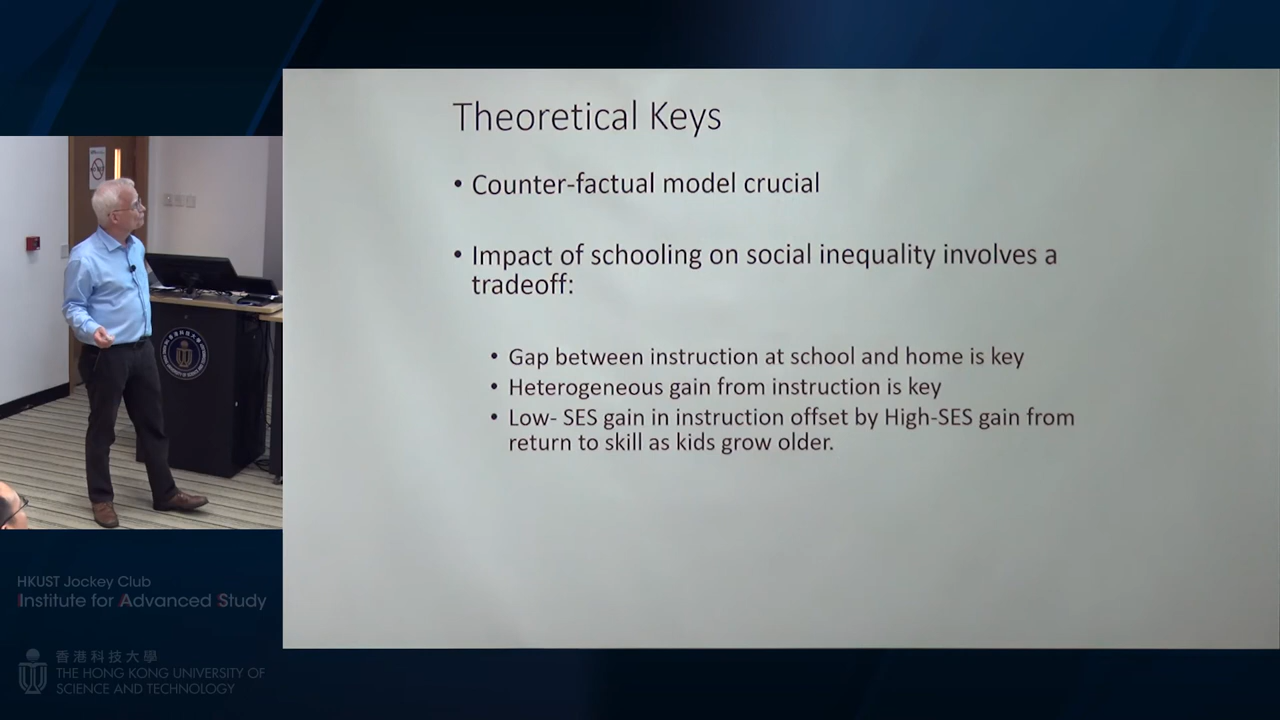 Theoretical Keys
• Counter-factual model crucial
• Impact of schooling on social inequality involves a
tradeoff:
• Gap between instruction at school and home is key
• Heterogeneous gain from instruction is key
• Low- SES gain in instruction offset by High-SES gain from
return to skill as kids grow older.
HKUST Jockey Club
Institute for Advanced Study
香港科技大學
THE HONG KONG UNIVERSITY OF
SCIENCE AND TECHNOLOGY